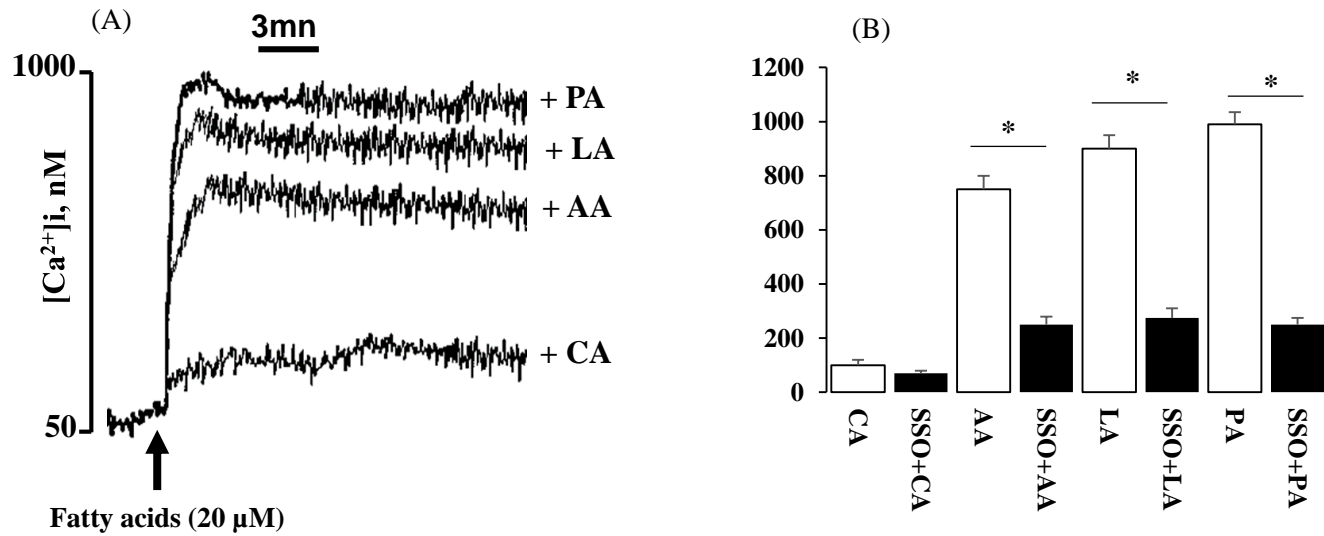 (A)
3mn
1000
[Ca²⁺]i, nM
50
+ PA
+ LA
+ AA
+ CA
Fatty acids (20 µM)
(B)
1200
1000
800
600
400
200
0
*
*
*
CA
SSO+CA
AA
SSO+AA
LA
SSO+LA
PA
SSO+PA